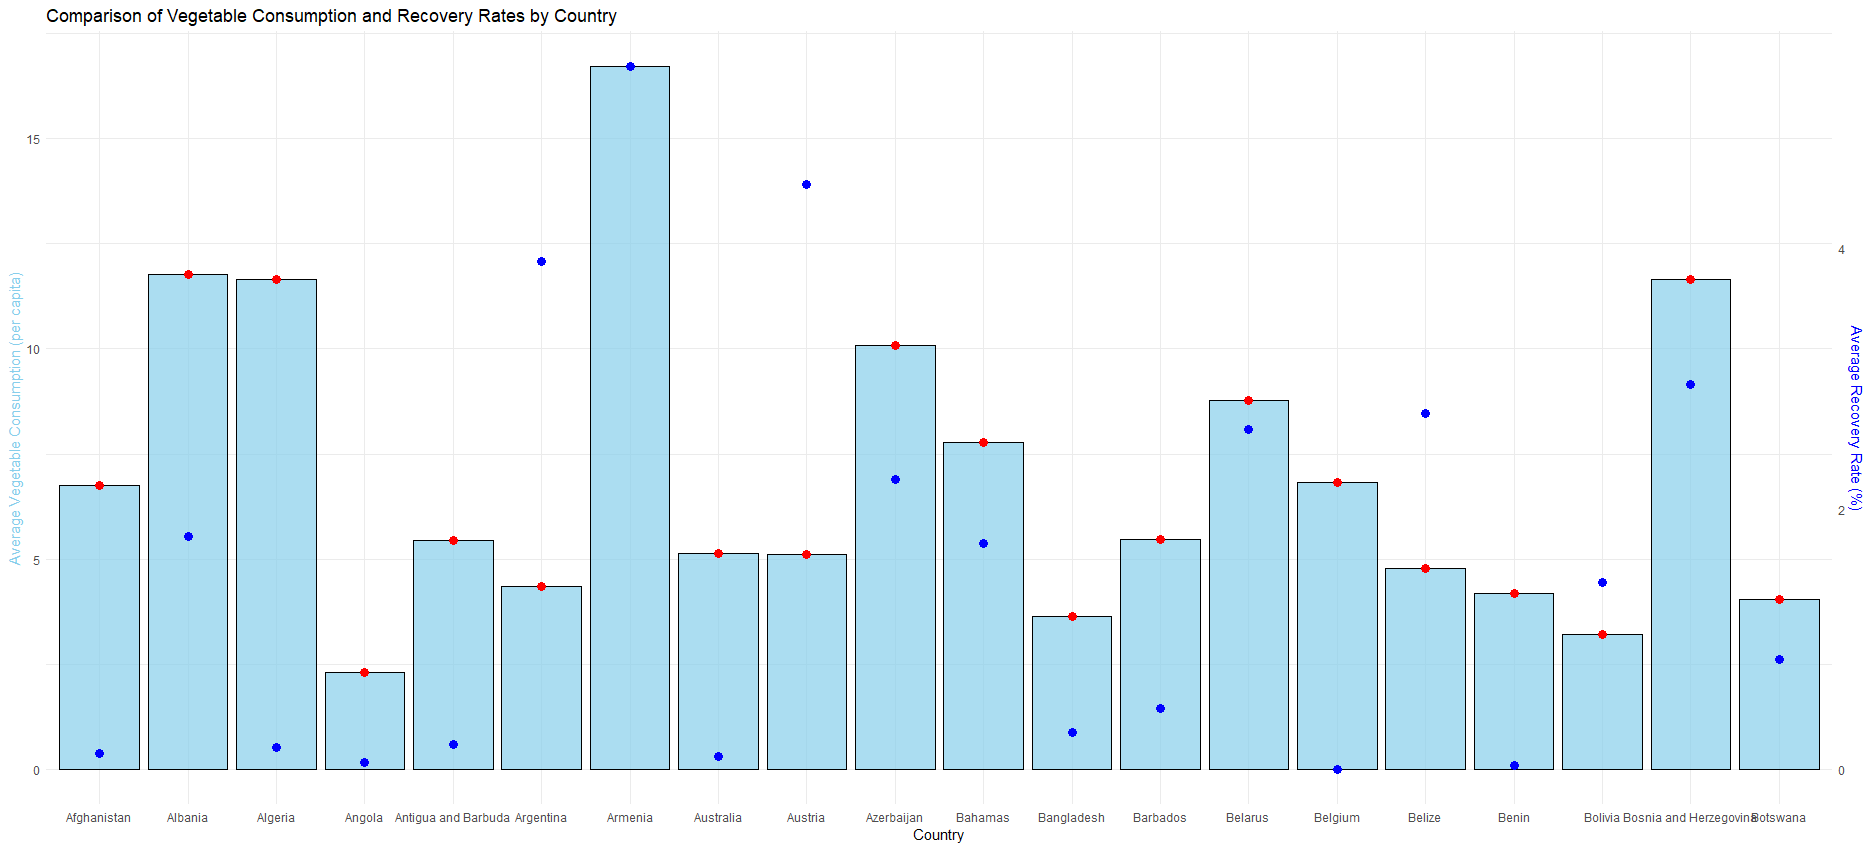 Comparison of Vegetable Consumption and Recovery Rates by Country
Average Vegetable Consumption (per capita)
15
10
5
0
4
2
0
Average Recovery Rate (%)
Afghanistan
Albania
Algeria
Angola
Antigua and Barbuda
Argentina
Armenia
Australia
Austria
Azerbaijan
Bahamas
Bangladesh
Barbados
Belarus
Belgium
Belize
Benin
Bolivia
Bosnia and Herzegovina
Botswana
Country